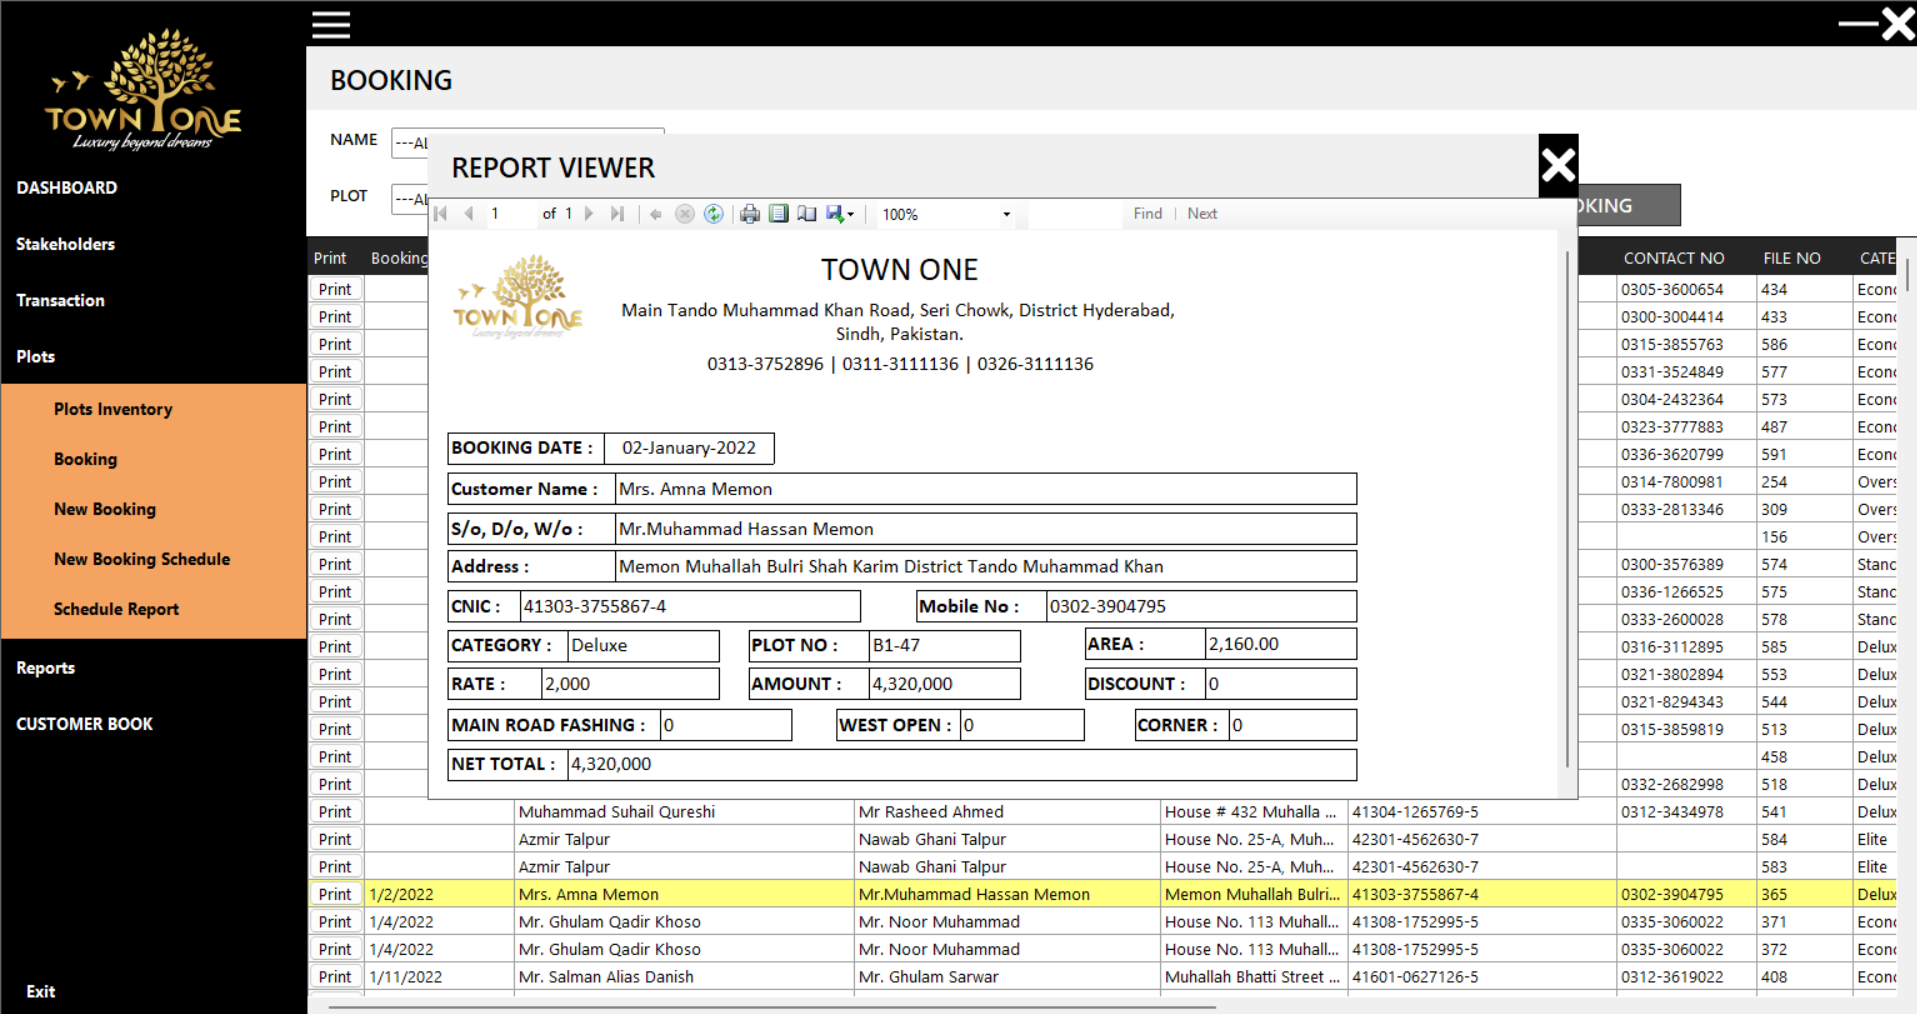 TOWN ONE
Luxury beyond dreams
DASHBOARD
Stakeholders
Transaction
Plots
Plots Inventory
Booking
New Booking
New Booking Schedule
Schedule Report
Reports
CUSTOMER BOOK
Exit
BOOKING
NAME ---AL
PLOT ---AL
OKING
REPORT VIEWER
1 of 1 100% Find | Next
TOWN ONE
Luxury beyond dreams
TOWN ONE
Main Tando Muhammad Khan Road, Seri Chowk, District Hyderabad,
Sindh, Pakistan.
0313-3752896 | 0311-3111136 | 0326-3111136
BOOKING DATE : 02-January-2022
Customer Name : Mrs. Amna Memon
S/o, D/o, W/o : Mr.Muhammad Hassan Memon
Address : Memon Muhallah Bulri Shah Karim District Tando Muhammad Khan
CNIC : 41303-3755867-4 Mobile No : 0302-3904795
CATEGORY : Deluxe PLOT NO : B1-47 AREA : 2,160.00
RATE : 2,000 AMOUNT : 4,320,000 DISCOUNT : 0
MAIN ROAD FASHING : 0 WEST OPEN : 0 CORNER : 0
NET TOTAL : 4,320,000
Print Booking CONTACT NO FILE NO CATE
Print 0305-3600654 434 Econo
Print 0300-3004414 433 Econo
Print 0315-3855763 586 Econo
Print 0331-3524849 577 Econo
Print 0304-2432364 573 Econo
Print 0323-3777883 487 Econo
Print 0336-3620799 591 Econo
Print 0314-7800981 254 Overs
Print 0333-2813346 309 Overs
Print 156 Overs
Print 0300-3576389 574 Stand
Print 0336-1266525 575 Stand
Print 0333-2600028 578 Stand
Print 0316-3112895 585 Delux
Print 0321-3802894 553 Delux
Print 0321-8294343 544 Delux
Print 0315-3859819 513 Delux
Print 458 Delux
Print 0332-2682998 518 Delux
Print Muhammad Suhail Qureshi Mr Rasheed Ahmed House # 432 Muhalla ... 41304-1265769-5 0312-3434978 541 Delux
Print Azmir Talpur Nawab Ghani Talpur House No. 25-A, Muh... 42301-4562630-7 584 Elite
Print Azmir Talpur Nawab Ghani Talpur House No. 25-A, Muh... 42301-4562630-7 583 Elite
Print 1/2/2022 Mrs. Amna Memon Mr.Muhammad Hassan Memon Memon Muhallah Bulri... 41303-3755867-4 0302-3904795 365 Delux
Print 1/4/2022 Mr. Ghulam Qadir Khoso Mr. Noor Muhammad House No. 113 Muhall... 41308-1752995-5 0335-3060022 371 Econo
Print 1/4/2022 Mr. Ghulam Qadir Khoso Mr. Noor Muhammad House No. 113 Muhall... 41308-1752995-5 0335-3060022 372 Econo
Print 1/11/2022 Mr. Salman Alias Danish Mr. Ghulam Sarwar Muhallah Bhatti Street ... 41601-0627126-5 0312-3619022 408 Econo